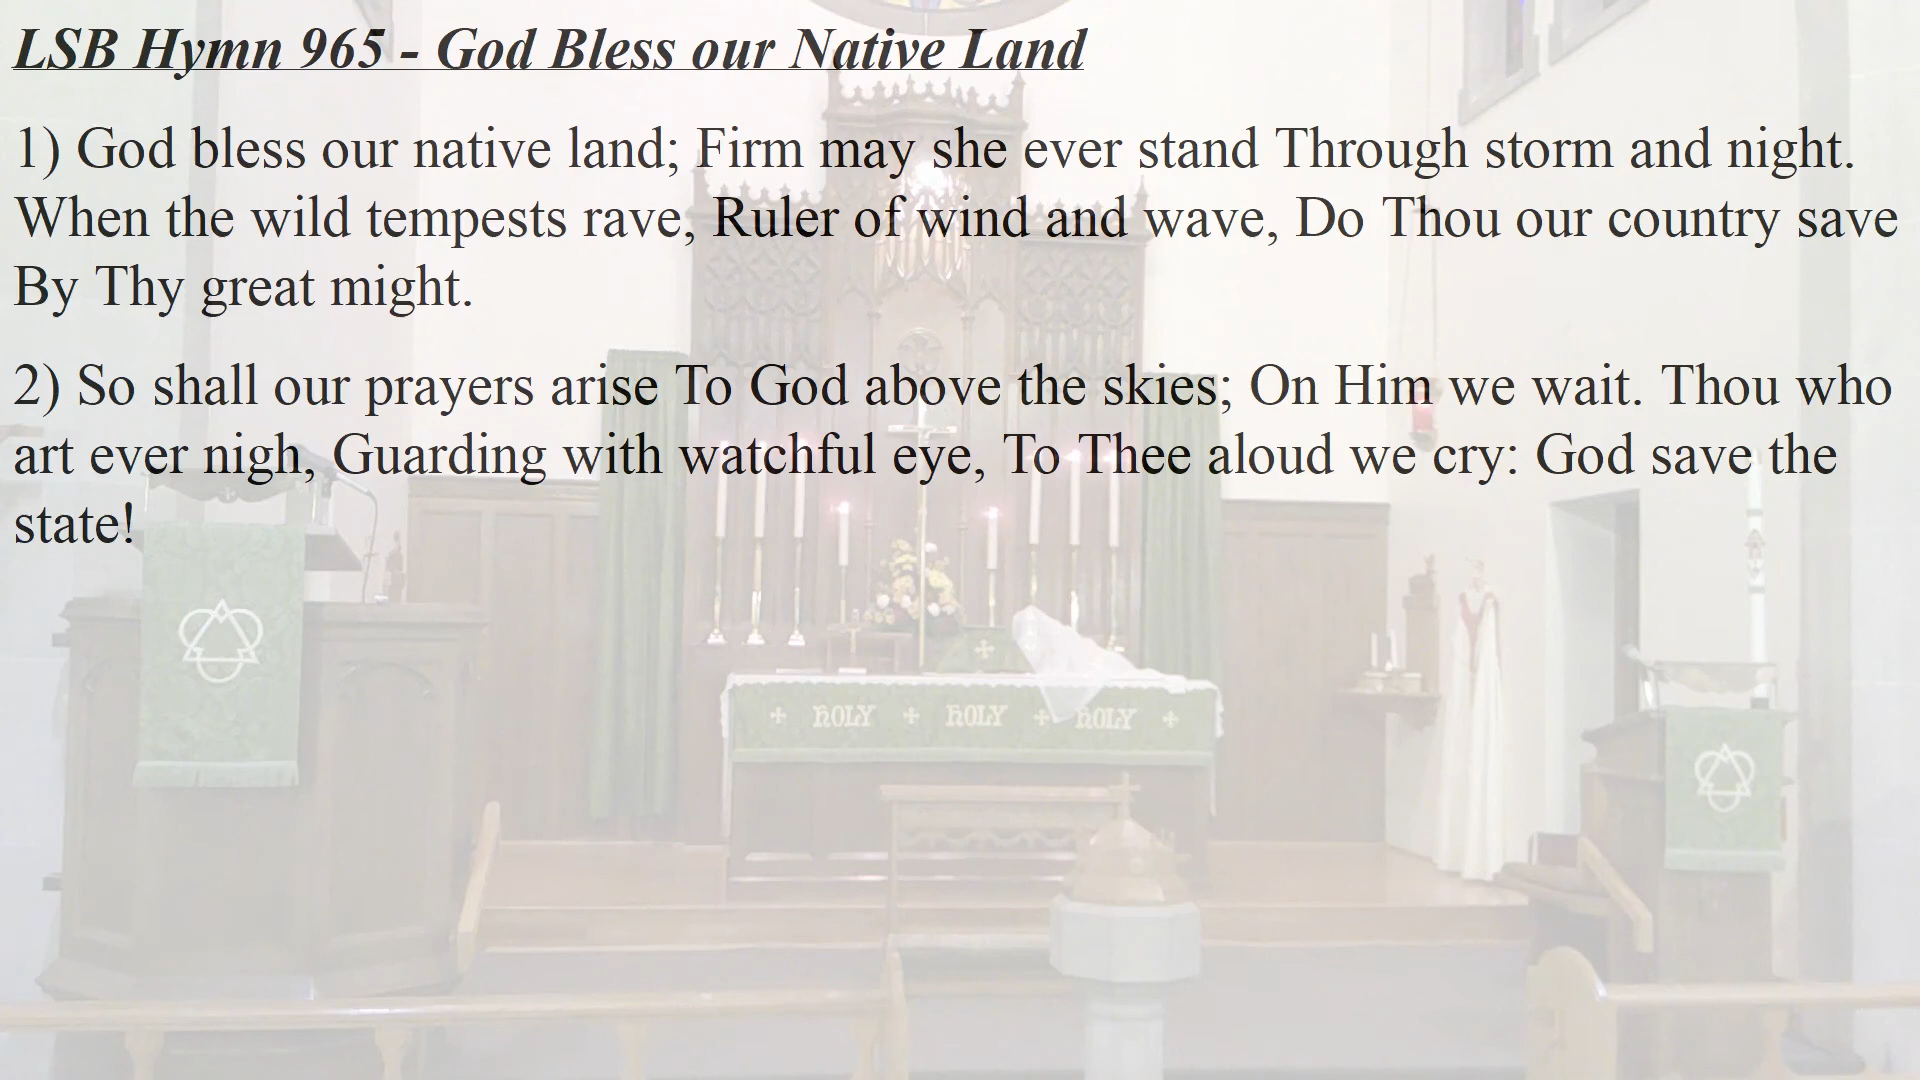 LSB Hymn 965 - God Bless our Native Land
1) God bless our native land; Firm may she ever stand Through storm and night.
When the wild tempests rave, Ruler of wind and wave, Do Thou our country save
By Thy great might.
2) So shall our prayers arise To God above the skies; On Him we wait. Thou who
art ever nigh, Guarding with watchful eye, To Thee aloud we cry: God save the
state!
HOLY HOLY HOLY